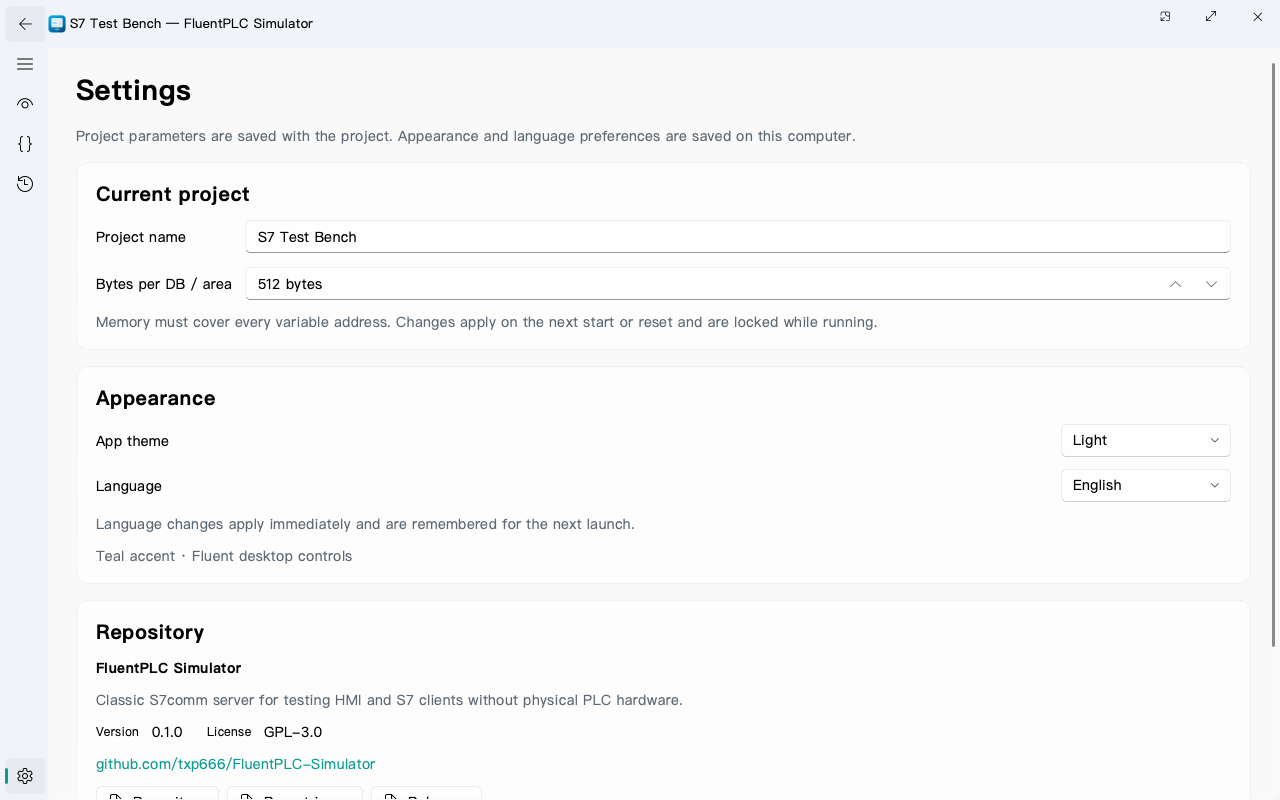 S7 Test Bench — FluentPLC Simulator
Settings
Project parameters are saved with the project. Appearance and language preferences are saved on this computer.
Current project
Project name
S7 Test Bench
Bytes per DB / area
512 bytes
Memory must cover every variable address. Changes apply on the next start or reset and are locked while running.
Appearance
App theme
Light
Language
English
Language changes apply immediately and are remembered for the next launch.
Teal accent · Fluent desktop controls
Repository
FluentPLC Simulator
Classic S7comm server for testing HMI and S7 clients without physical PLC hardware.
Version 0.1.0 License GPL-3.0
github.com/txp666/FluentPLC-Simulator